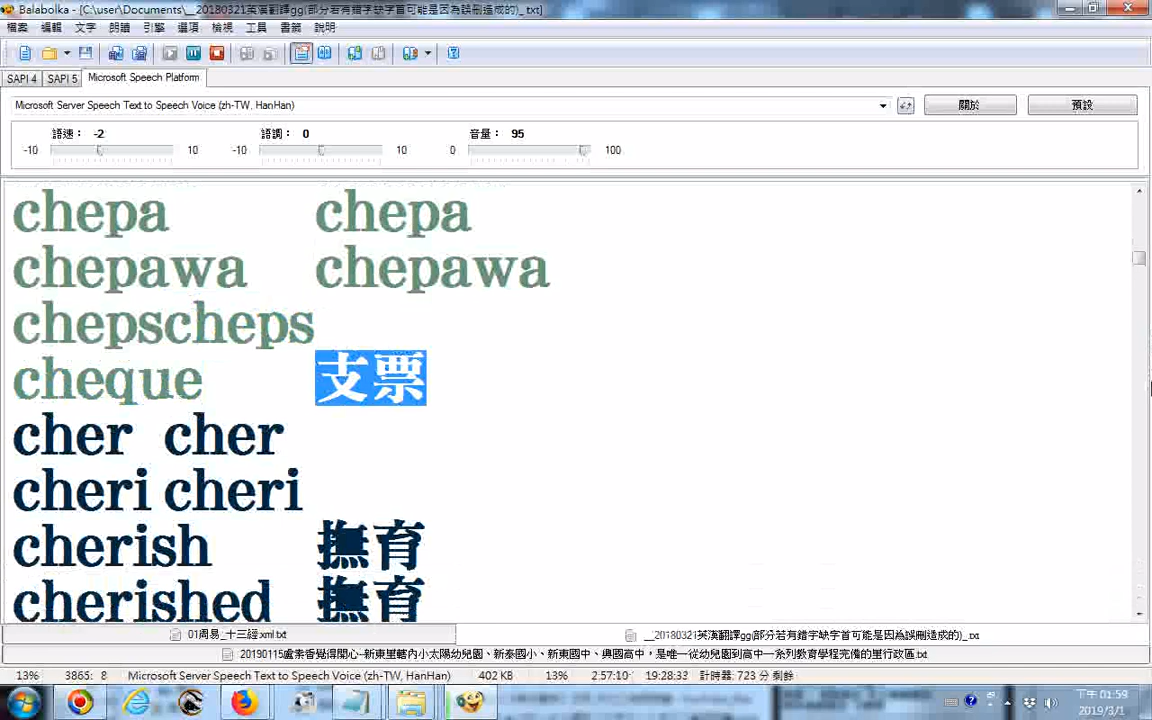 Balabolka - [C:\user\Documents\__20180321英漢翻譯gg(部分若有錯字缺字首可能是因為誤刪造成的)_.txt]
檔案 編輯 文字 朗讀 引擎 選項 檢視 工具 書籤 說明
SAPI 4 SAPI 5 Microsoft Speech Platform
Microsoft Server Speech Text to Speech Voice (zh-TW, HanHan) 關於 預設
語速： -2 語調： 0 音量： 95
-10 10 -10 10 0 100
chepa chepa
chepawa chepawa
chepscheps
cheque 支票
cher cher
cheri cheri
cherish 撫育
cherished 撫育
01周易_十三經.xml.txt __20180321英漢翻譯gg(部分若有錯字缺字首可能是因為誤刪造成的)_.txt
20190115盧素香覺得開心-新東里轄內小太陽幼兒園、新泰國小、新東國中、興國高中，是唯一從幼兒園到高中一系列教育學程完備的里行政區.txt
13% 3865: 8 Microsoft Server Speech Text to Speech Voice (zh-TW, HanHan) 402 KB 13% 2:57:10 19:28:33 計時器: 723 分 剩餘
下午 01:59
2019/3/1